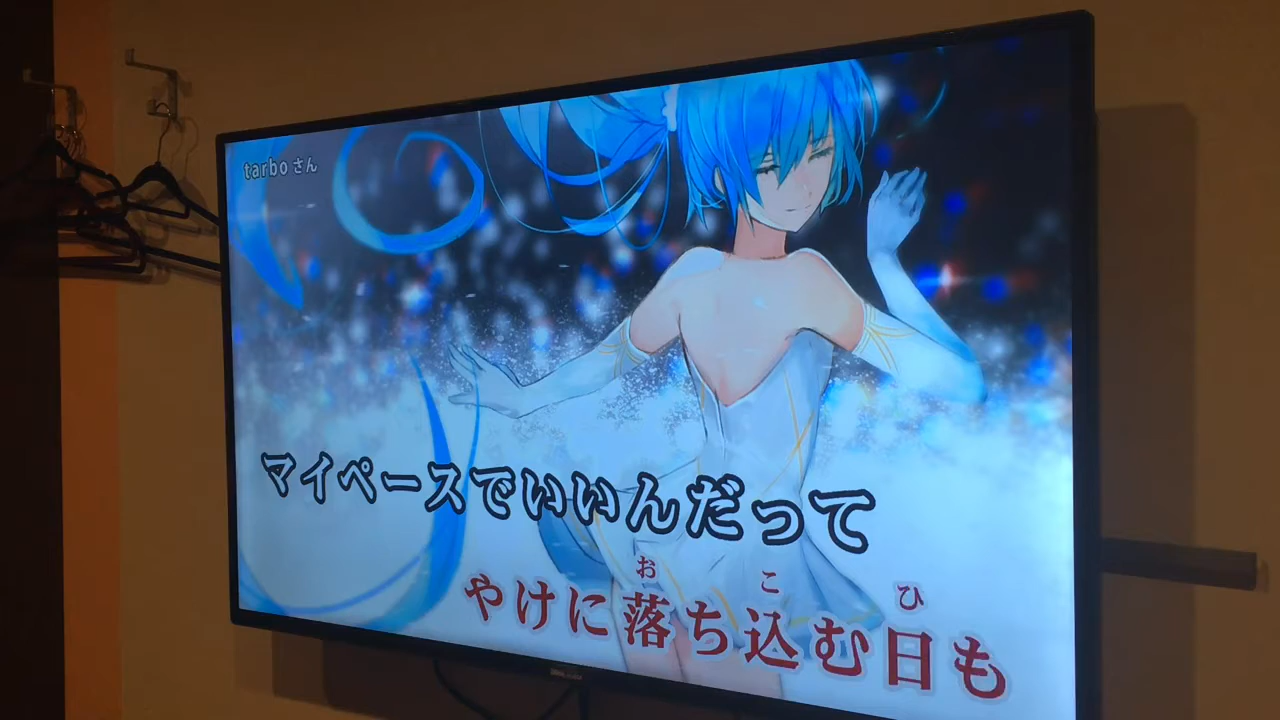 tarboさん
マイペースでいいんだって
おこひ
やけに落ち込む日も